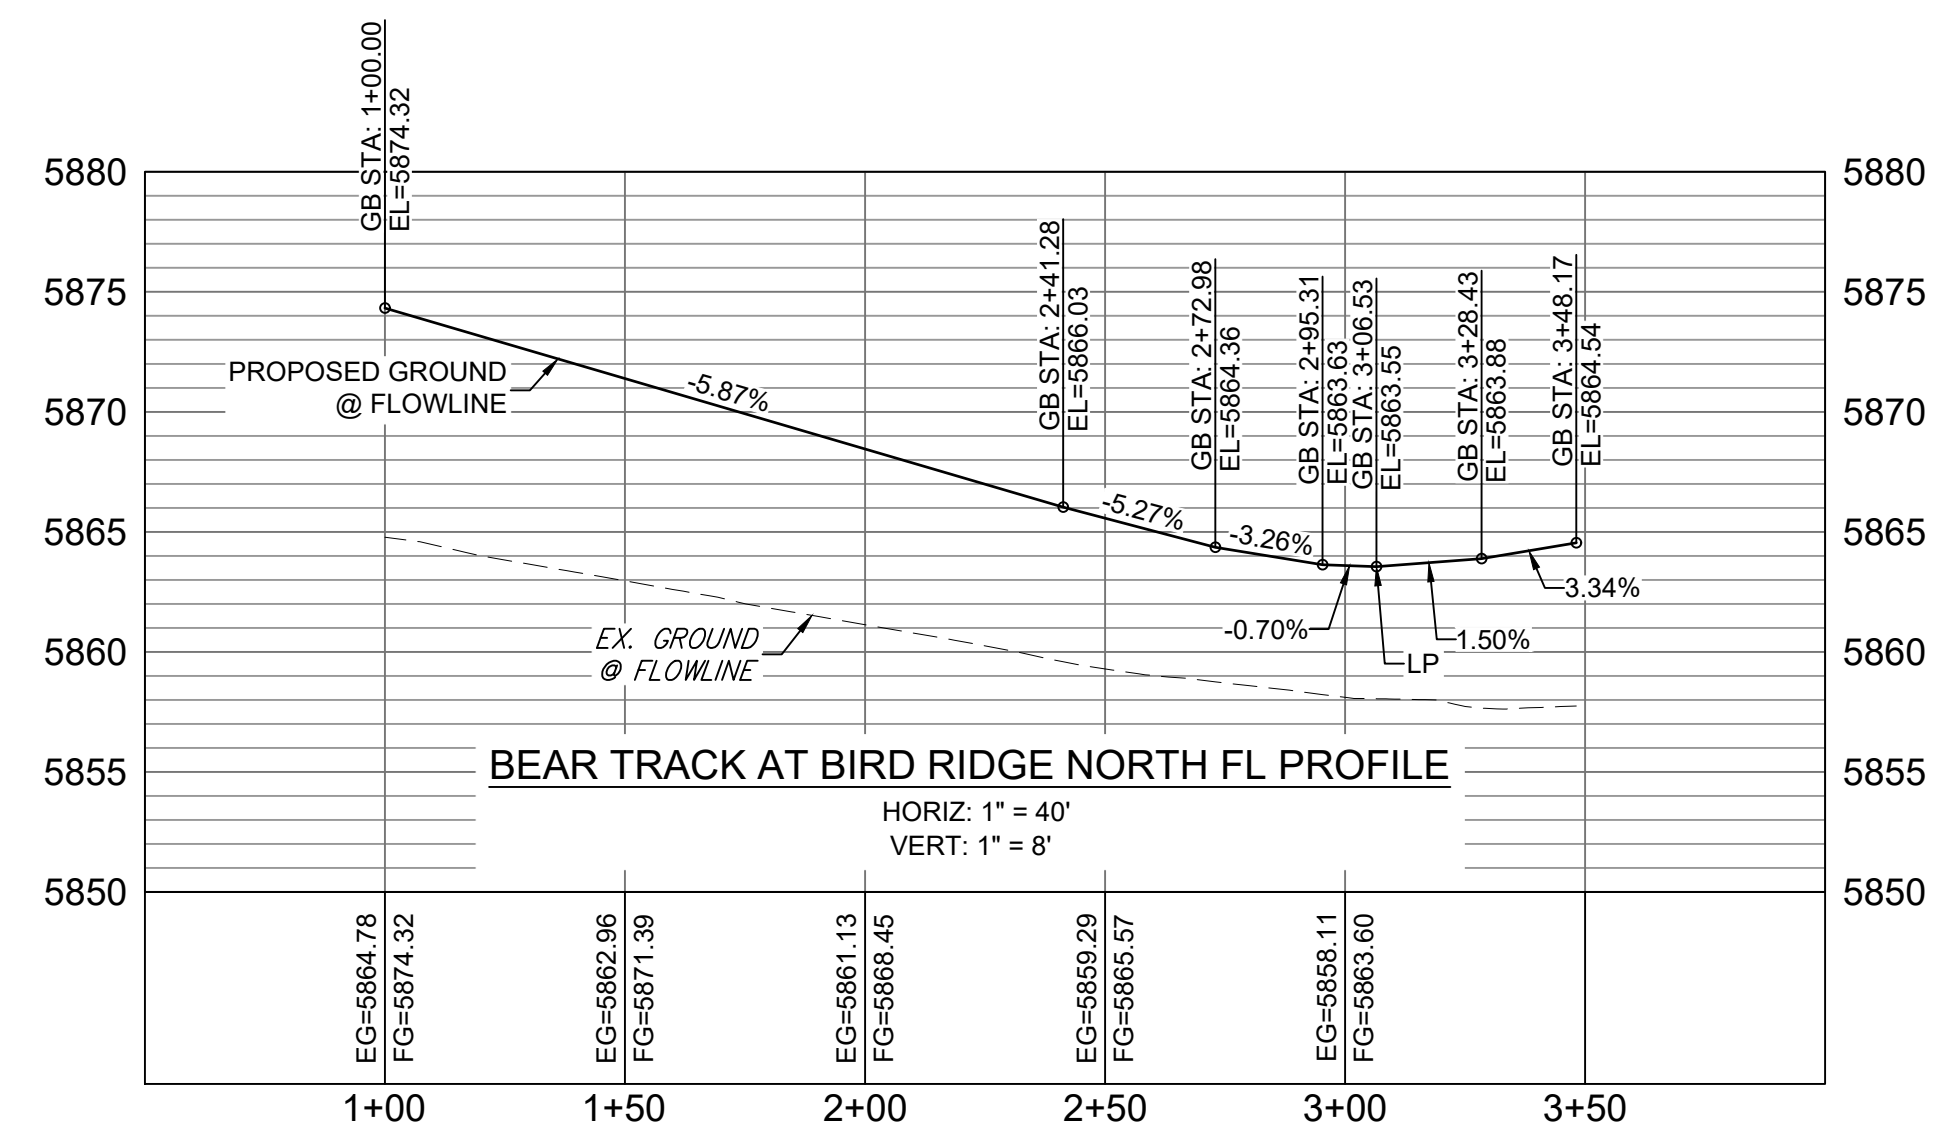 GB STA: 1+00.00
EL=5874.32
GB STA: 2+41.28
EL=5866.03
GB STA: 2+72.98
EL=5864.36
GB STA: 2+95.31
EL=5863.63
GB STA: 3+06.53
EL=5863.55
GB STA: 3+28.43
EL=5863.88
GB STA: 3+48.17
EL=5864.54
5880
5880
5875
5875
5870
5870
5865
5865
5860
5860
5855
5855
5850
5850
PROPOSED GROUND
@ FLOWLINE
-5.87%
-5.27%
-3.26%
-0.70%
LP
1.50%
3.34%
EX. GROUND
@ FLOWLINE
BEAR TRACK AT BIRD RIDGE NORTH FL PROFILE
HORIZ: 1" = 40'
VERT: 1" = 8'
EG=5864.78
FG=5874.32
EG=5862.96
FG=5871.39
EG=5861.13
FG=5868.45
EG=5859.29
FG=5865.57
EG=5858.11
FG=5863.60
1+00
1+50
2+00
2+50
3+00
3+50